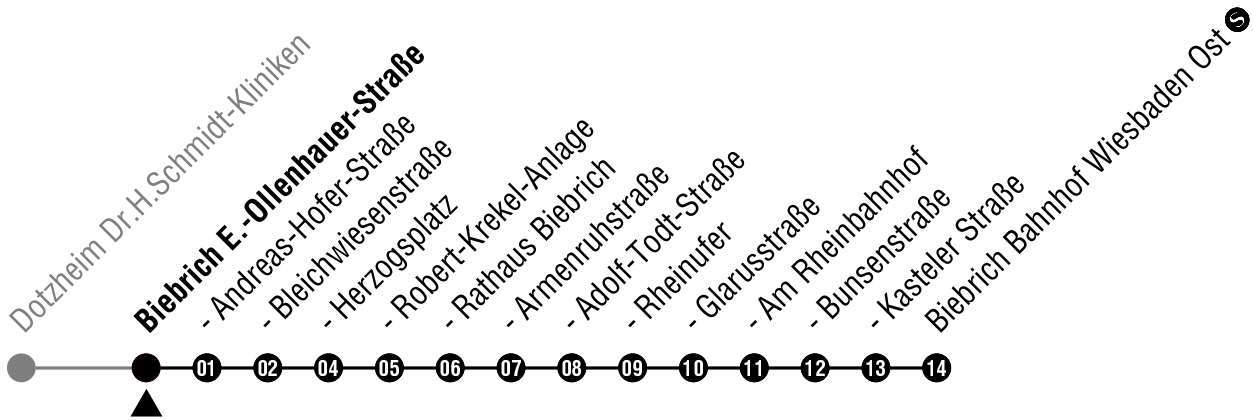 Dotzheim Dr.H.Schmidt-Kliniken
Biebrich E.-Ollenhauer-Straße
- Andreas-Hofer-Straße
- Bleichwiesenstraße
- Herzogsplatz
- Robert-Krekel-Anlage
- Rathaus Biebrich
- Armenruhstraße
- Adolf-Todt-Straße
- Rheinufer
- Glarusstraße
- Am Rheinbahnhof
- Bunsenstraße
- Kasteler Straße
Biebrich Bahnhof Wiesbaden Ost S
01 02 04 05 06 07 08 09 10 11 12 13 14